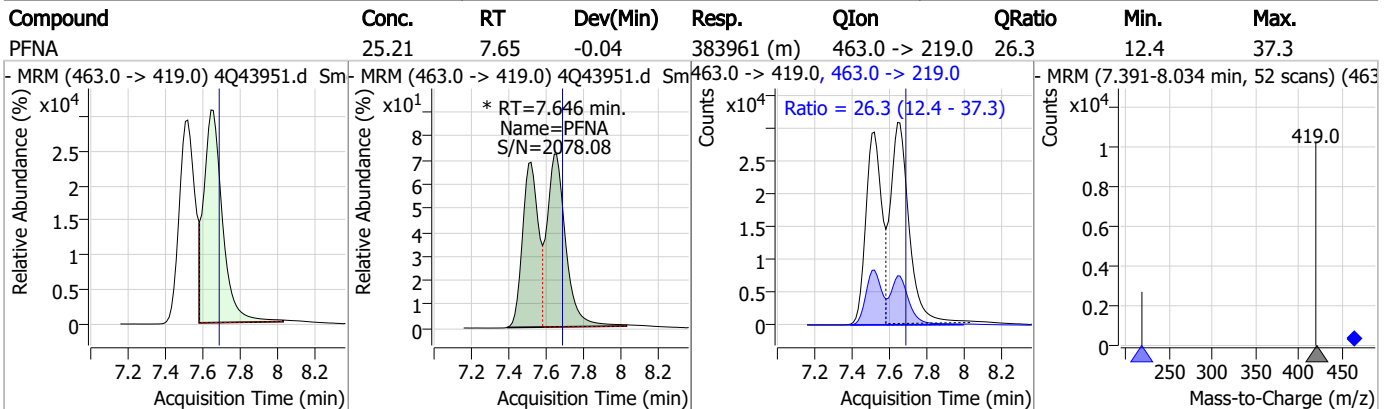 Compound Conc. RT Dev(Min) Resp. QIon QRatio Min. Max.
PFNA 25.21 7.65 -0.04 383961 (m) 463.0 -> 219.0 26.3 12.4 37.3
- MRM (463.0 -> 419.0) 4Q43951.d Sm
Relative Abundance (%)
x10⁴
2.5
2
1.5
1
0.5
0
7.2 7.4 7.6 7.8 8 8.2
Acquisition Time (min)
- MRM (463.0 -> 419.0) 4Q43951.d Sm
Relative Abundance (%)
x10¹
* RT=7.646 min.
Name=PFNA
S/N=2078.08
8
7
6
5
4
3
2
1
0
7.2 7.4 7.6 7.8 8 8.2
Acquisition Time (min)
463.0 -> 419.0, 463.0 -> 219.0
Counts
x10⁴
Ratio = 26.3 (12.4 - 37.3)
2.5
2
1.5
1
0.5
0
7.2 7.4 7.6 7.8 8 8.2
Acquisition Time (min)
- MRM (7.391-8.034 min, 52 scans) (463
Counts
x10⁴
419.0
1
0.8
0.6
0.4
0.2
0
250 300 350 400 450
Mass-to-Charge (m/z)